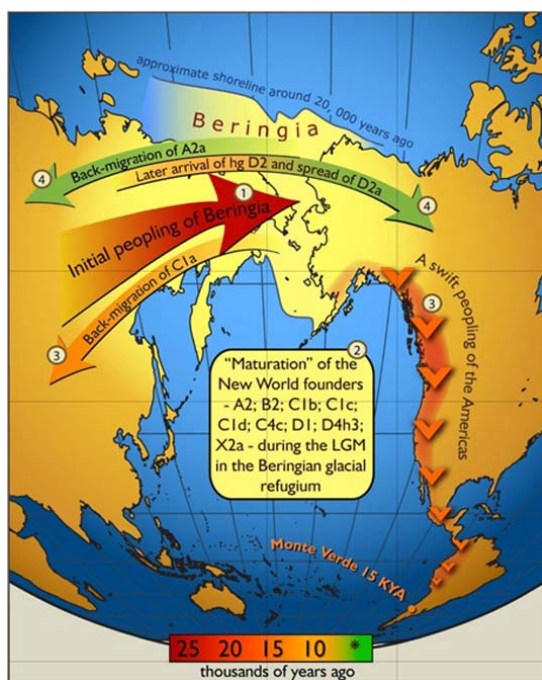 approximate shoreline around 20, 000 years ago
Beringia
Back-migration of A2a
Later arrival of hg D2 and spread of D2a
4
4
1
Initial peopling of Beringia
Back-migration of C1a
3
A swift peopling of the Americas
3
2
“Maturation” of the
New World founders
- A2; B2; C1b; C1c;
C1d; C4c; D1; D4h3;
X2a - during the LGM
in the Beringian glacial
refugium
Monte Verde 15 KYA
25 20 15 10 *
thousands of years ago